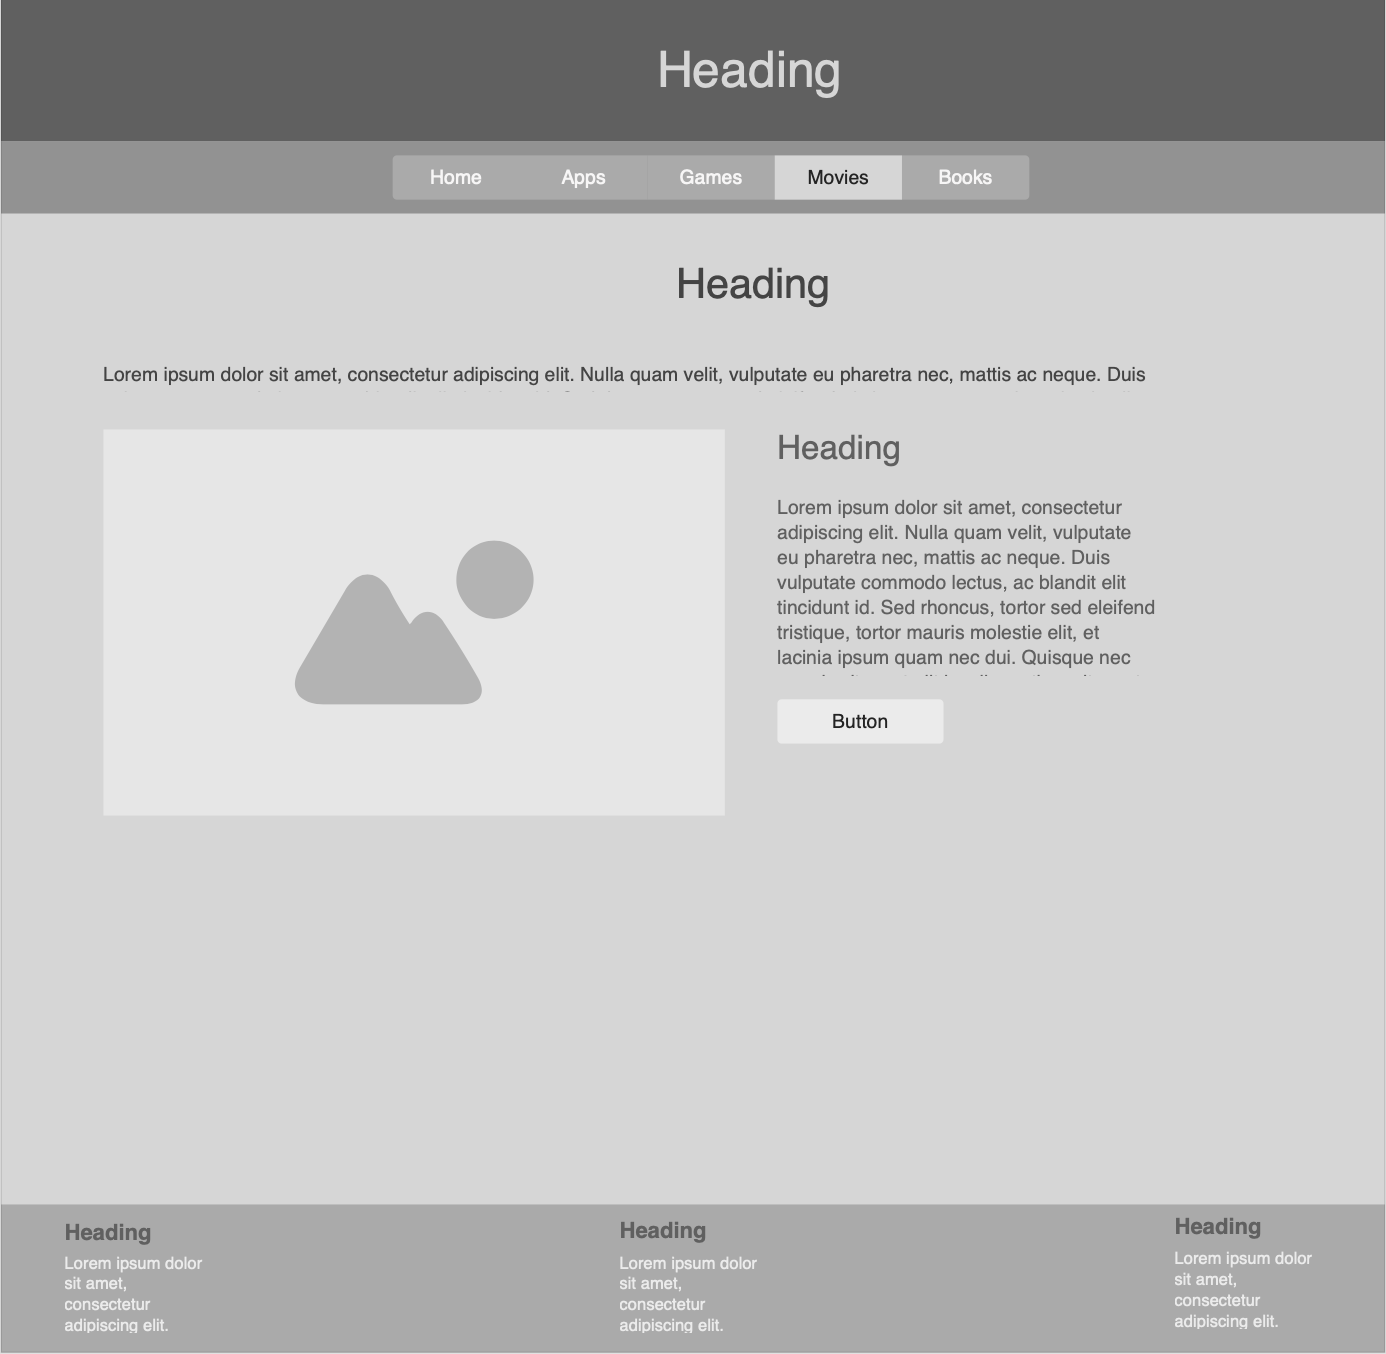 Heading
Home Apps Games Movies Books
Heading
Lorem ipsum dolor sit amet, consectetur adipiscing elit. Nulla quam velit, vulputate eu pharetra nec, mattis ac neque. Duis
Heading
Lorem ipsum dolor sit amet, consectetur
adipiscing elit. Nulla quam velit, vulputate
eu pharetra nec, mattis ac neque. Duis
vulputate commodo lectus, ac blandit elit
tincidunt id. Sed rhoncus, tortor sed eleifend
tristique, tortor mauris molestie elit, et
lacinia ipsum quam nec dui. Quisque nec
Button
Heading
Lorem ipsum dolor
sit amet,
consectetur
adipiscing elit.
Heading
Lorem ipsum dolor
sit amet,
consectetur
adipiscing elit.
Heading
Lorem ipsum dolor
sit amet,
consectetur
adipiscing elit.